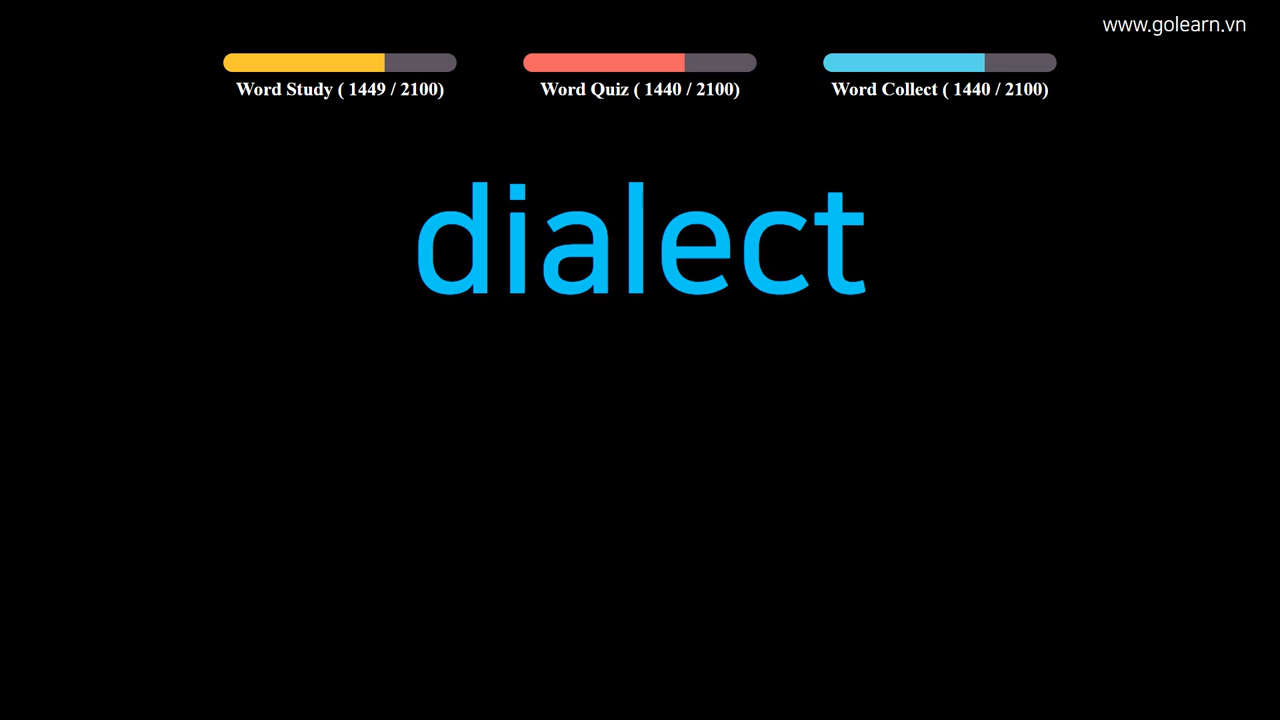 www.golearn.vn
Word Study ( 1449 / 2100)
Word Quiz ( 1440 / 2100)
Word Collect ( 1440 / 2100)
dialect